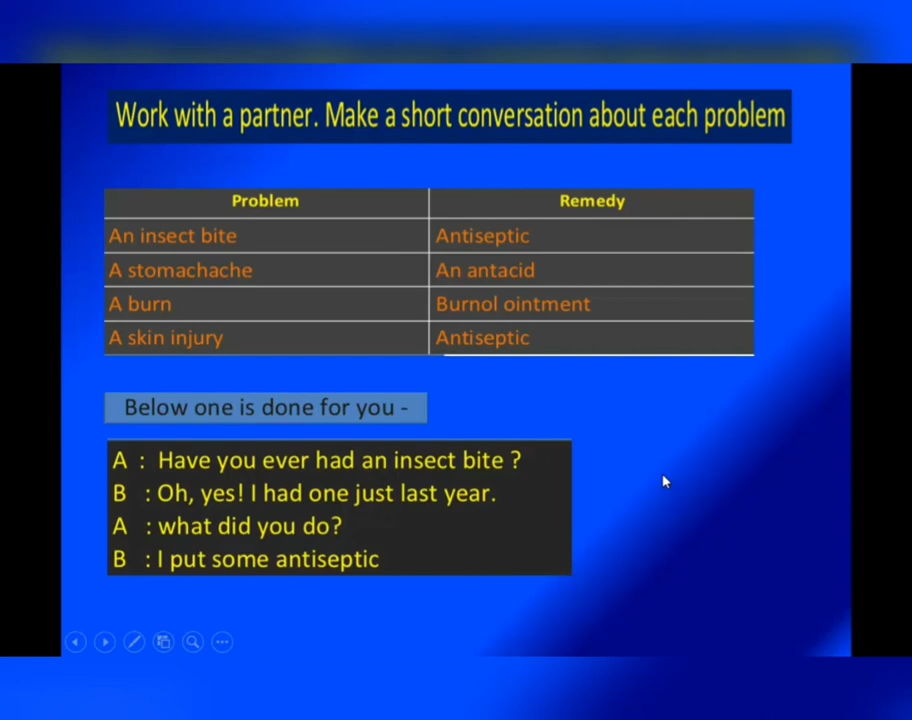 Work with a partner. Make a short conversation about each problem
Problem Remedy
An insect bite Antiseptic
A stomachache An antacid
A burn Burnol ointment
A skin injury Antiseptic
Below one is done for you -
A : Have you ever had an insect bite ?
B : Oh, yes! I had one just last year.
A : what did you do?
B : I put some antiseptic